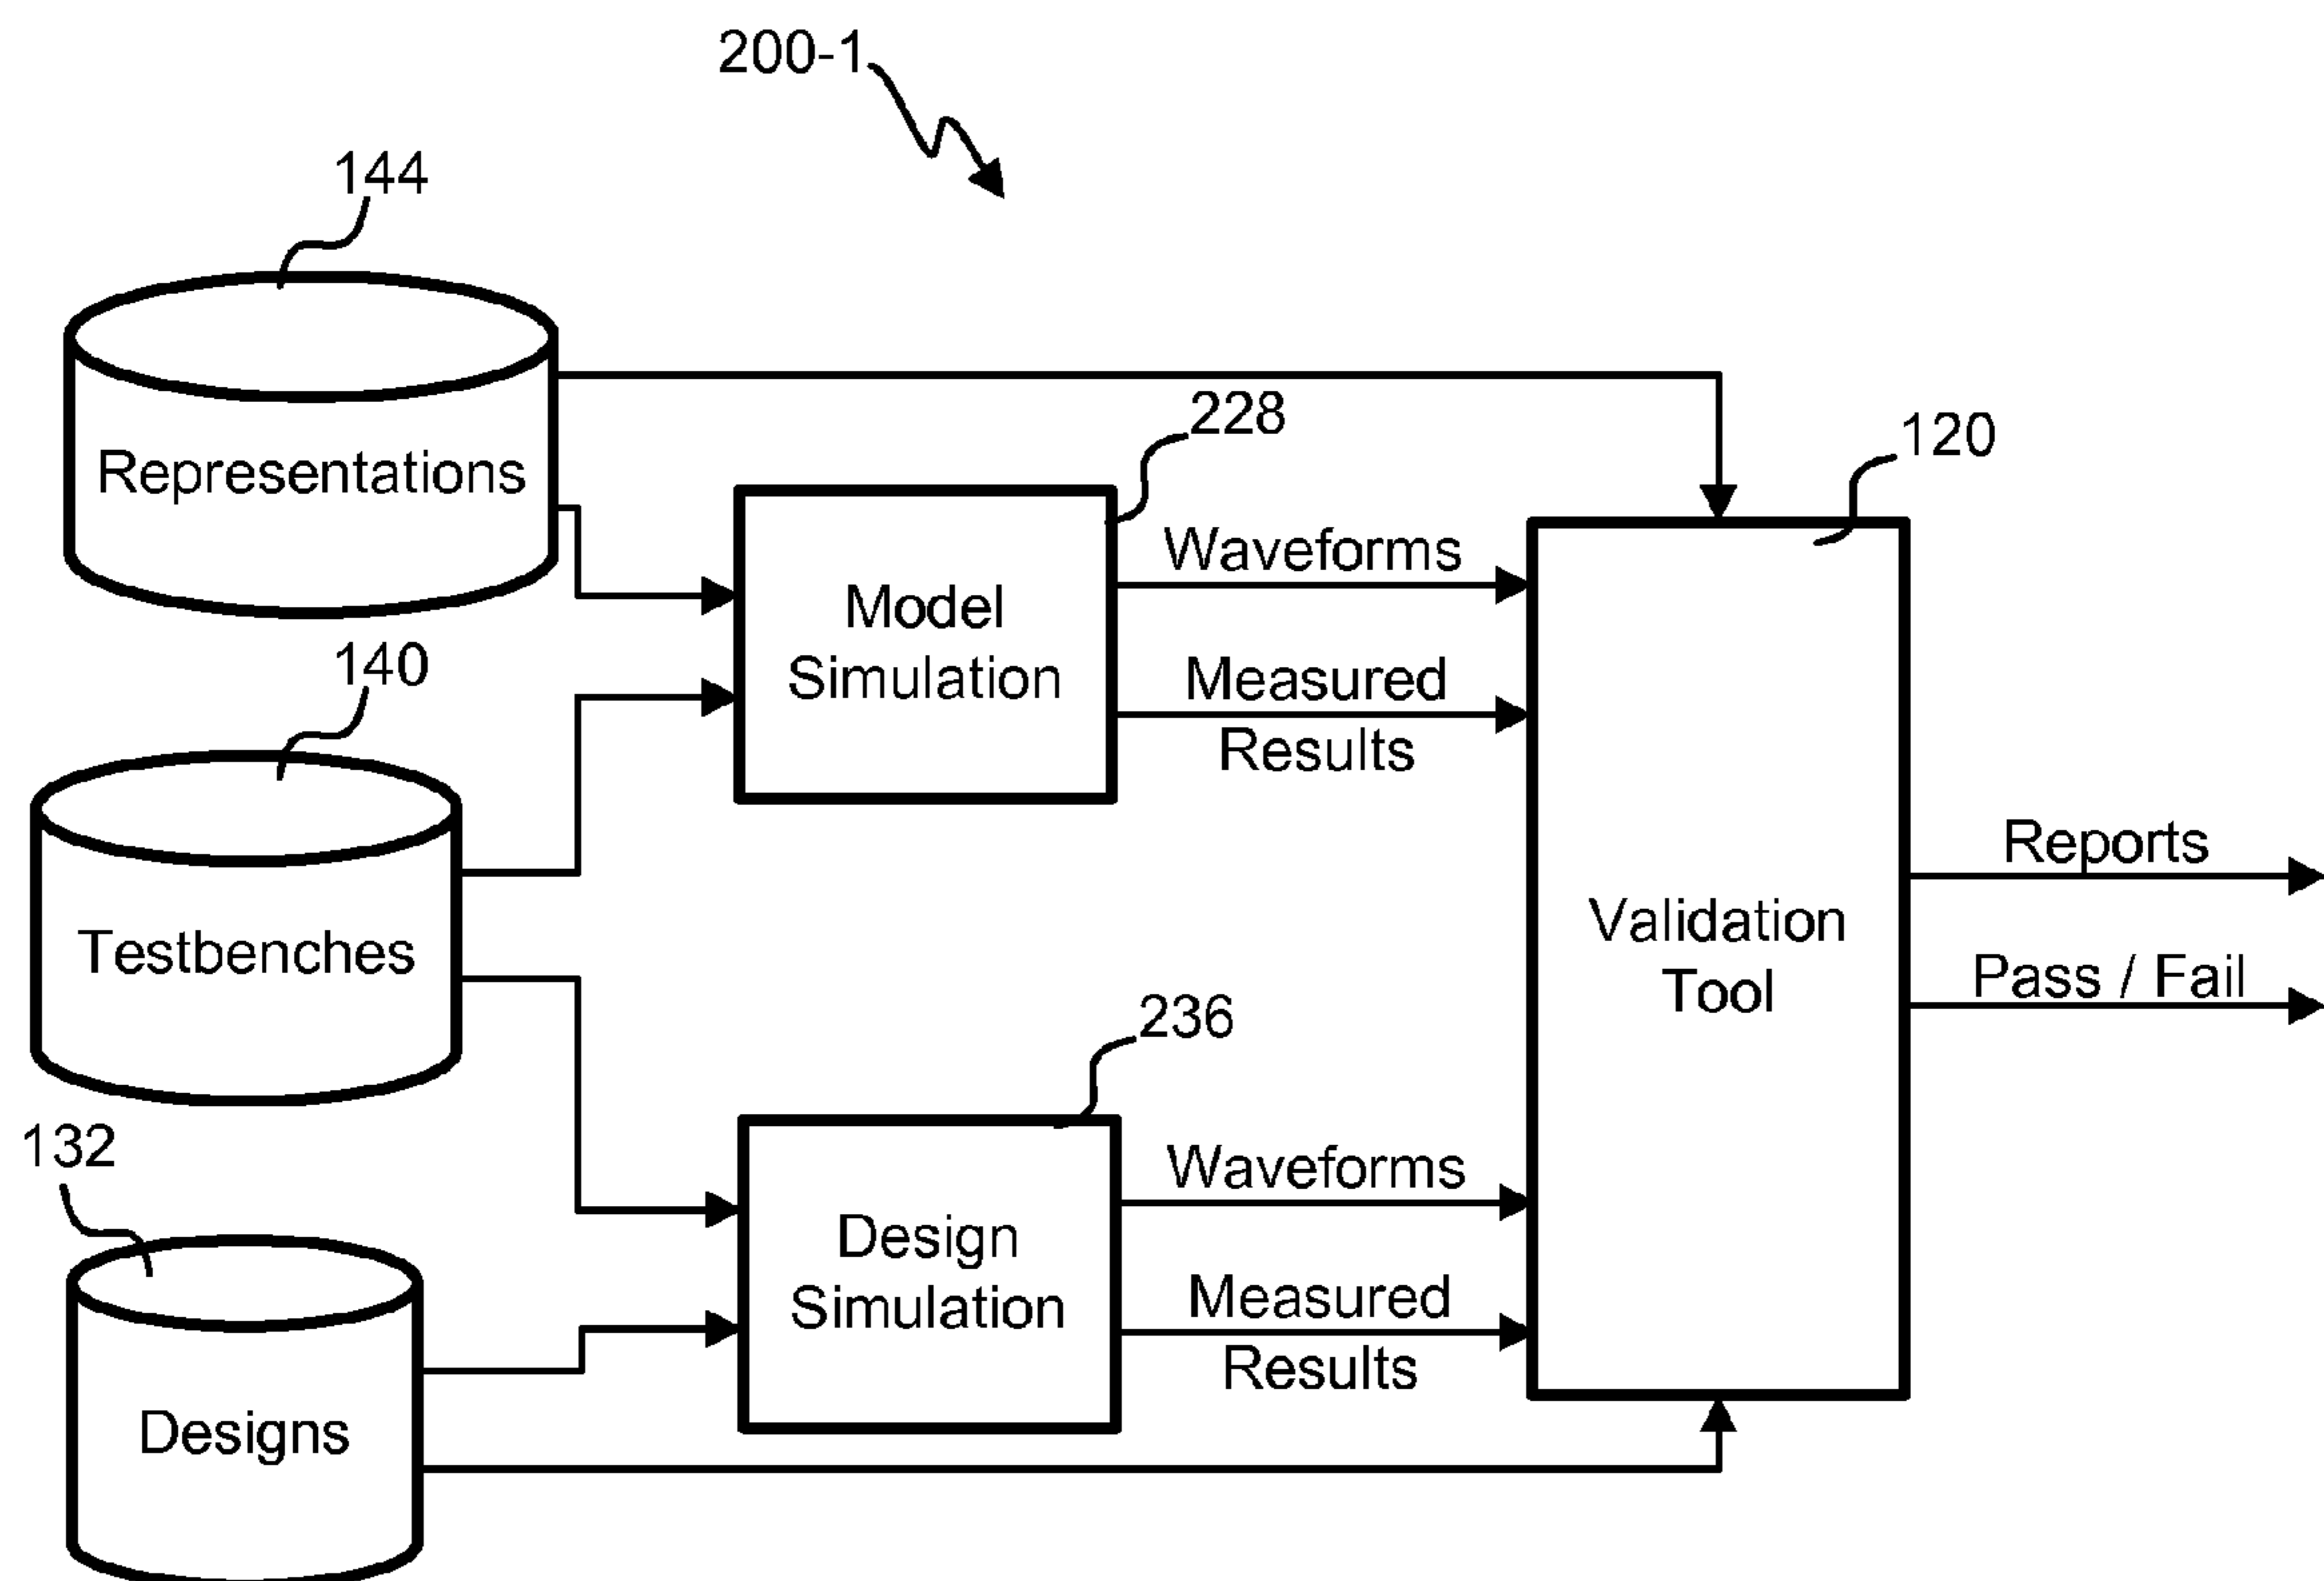 200-1
144
Representations
228
120
Model
Simulation
Waveforms
Measured
Results
140
Testbenches
Validation
Tool
Reports
Pass / Fail
236
132
Design
Simulation
Waveforms
Measured
Results
Designs